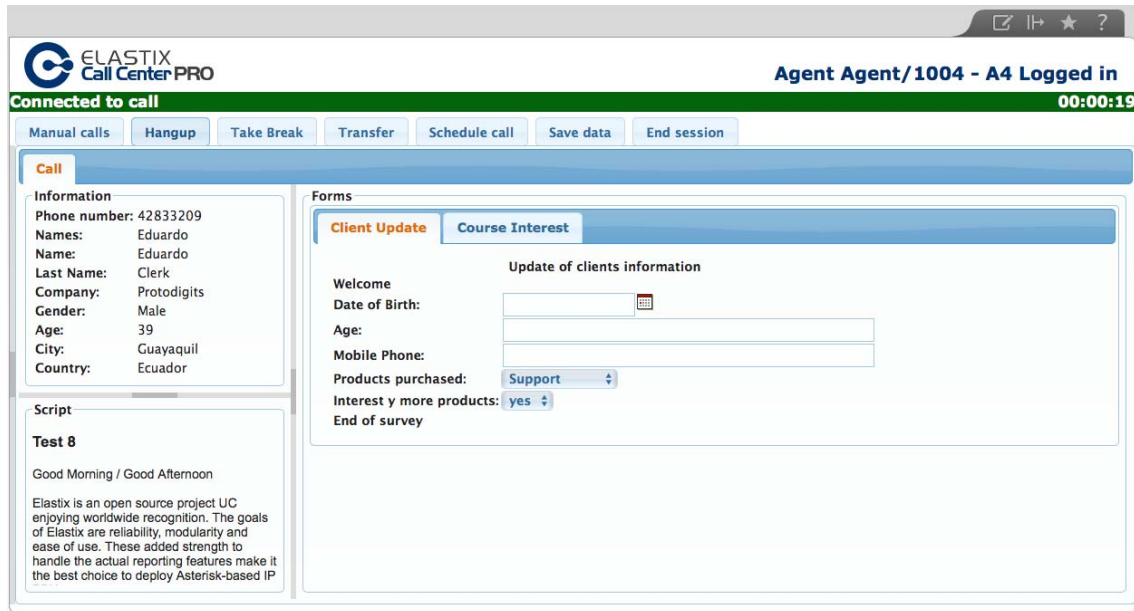 ?
ELASTIX
Call Center PRO
Agent Agent/1004 - A4 Logged in
Connected to call 00:00:19
Manual calls Hangup Take Break Transfer Schedule call Save data End session
Call
Information
Phone number: 42833209
Names: Eduardo
Name: Eduardo
Last Name: Clerk
Company: Protodigits
Gender: Male
Age: 39
City: Guayaquil
Country: Ecuador
Script
Test 8
Good Morning / Good Afternoon
Elastix is an open source project UC
enjoying worldwide recognition. The goals
of Elastix are reliability, modularity and
ease of use. These added strength to
handle the actual reporting features make it
the best choice to deploy Asterisk-based IP
Forms
Client Update Course Interest
Update of clients information
Welcome
Date of Birth:
Age:
Mobile Phone:
Products purchased: Support
Interest y more products: yes
End of survey